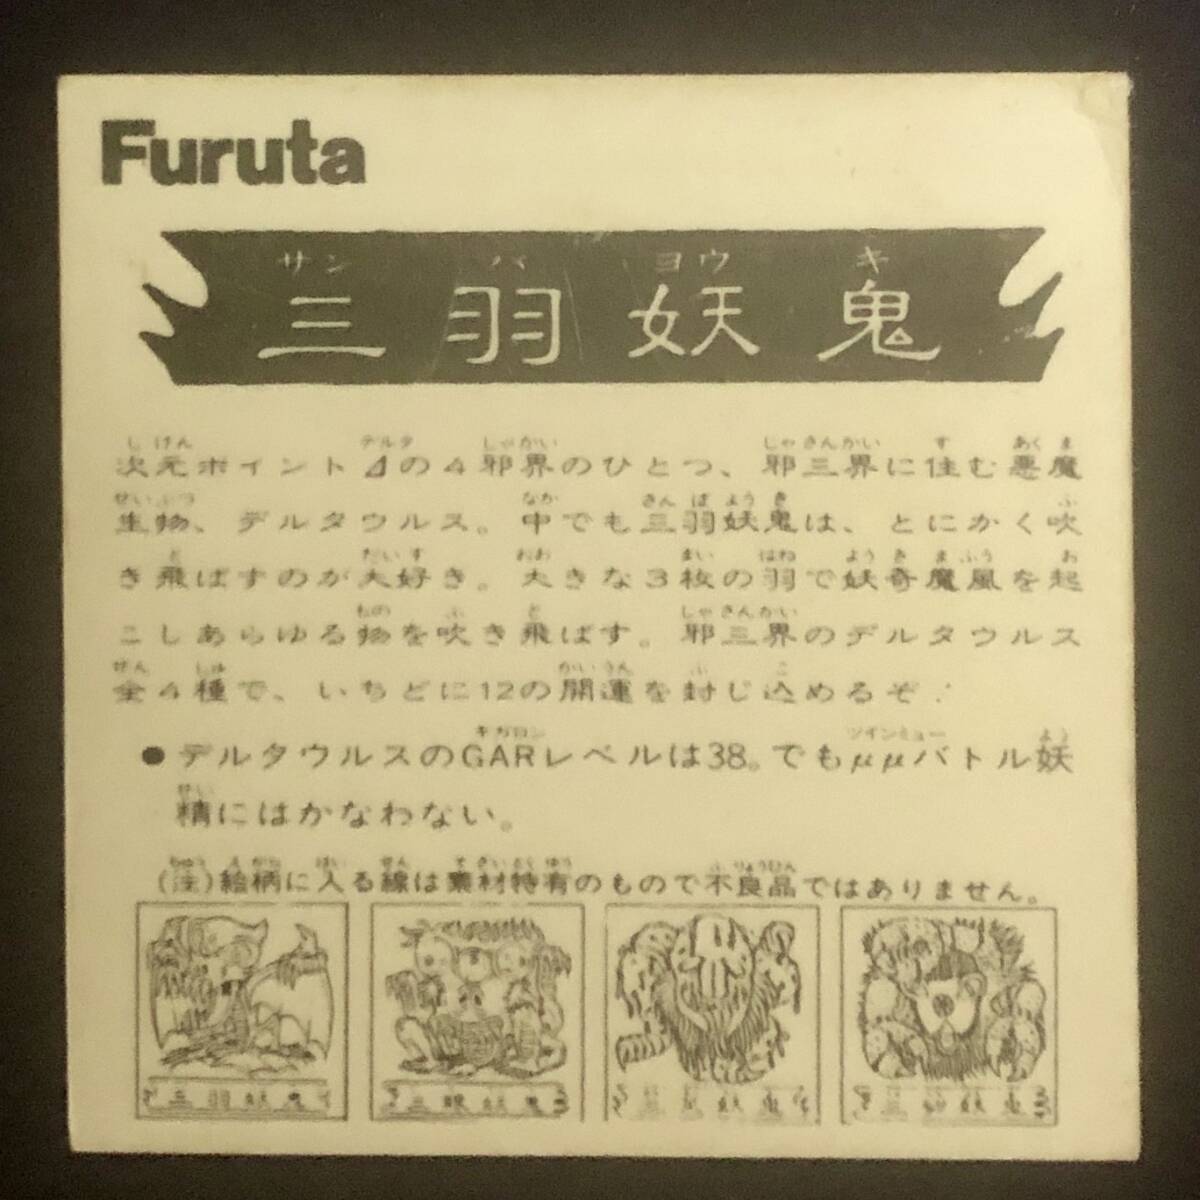 Furuta
サン バ ヨウ キ
三羽妖鬼
次元ポイント⊿の4邪界のひとつ、邪三界に住む悪魔
生物、デルタウルス。中でも三羽妖鬼は、とにかく吹
き飛ばすのが大好き。大きな3枚の羽で妖奇魔風を起
こしあらゆる物を吹き飛ばす。邪三界のデルタウルス
全4種で、いちどに12の開運を封じ込めるぞ!
●デルタウルスのGARレベルは38。でもμμバトル妖
精にはかなわない。
(注)絵柄に入る線は素材特有のもので不良品ではありません。
三羽妖鬼 三眼妖鬼 妖鬼 妖鬼